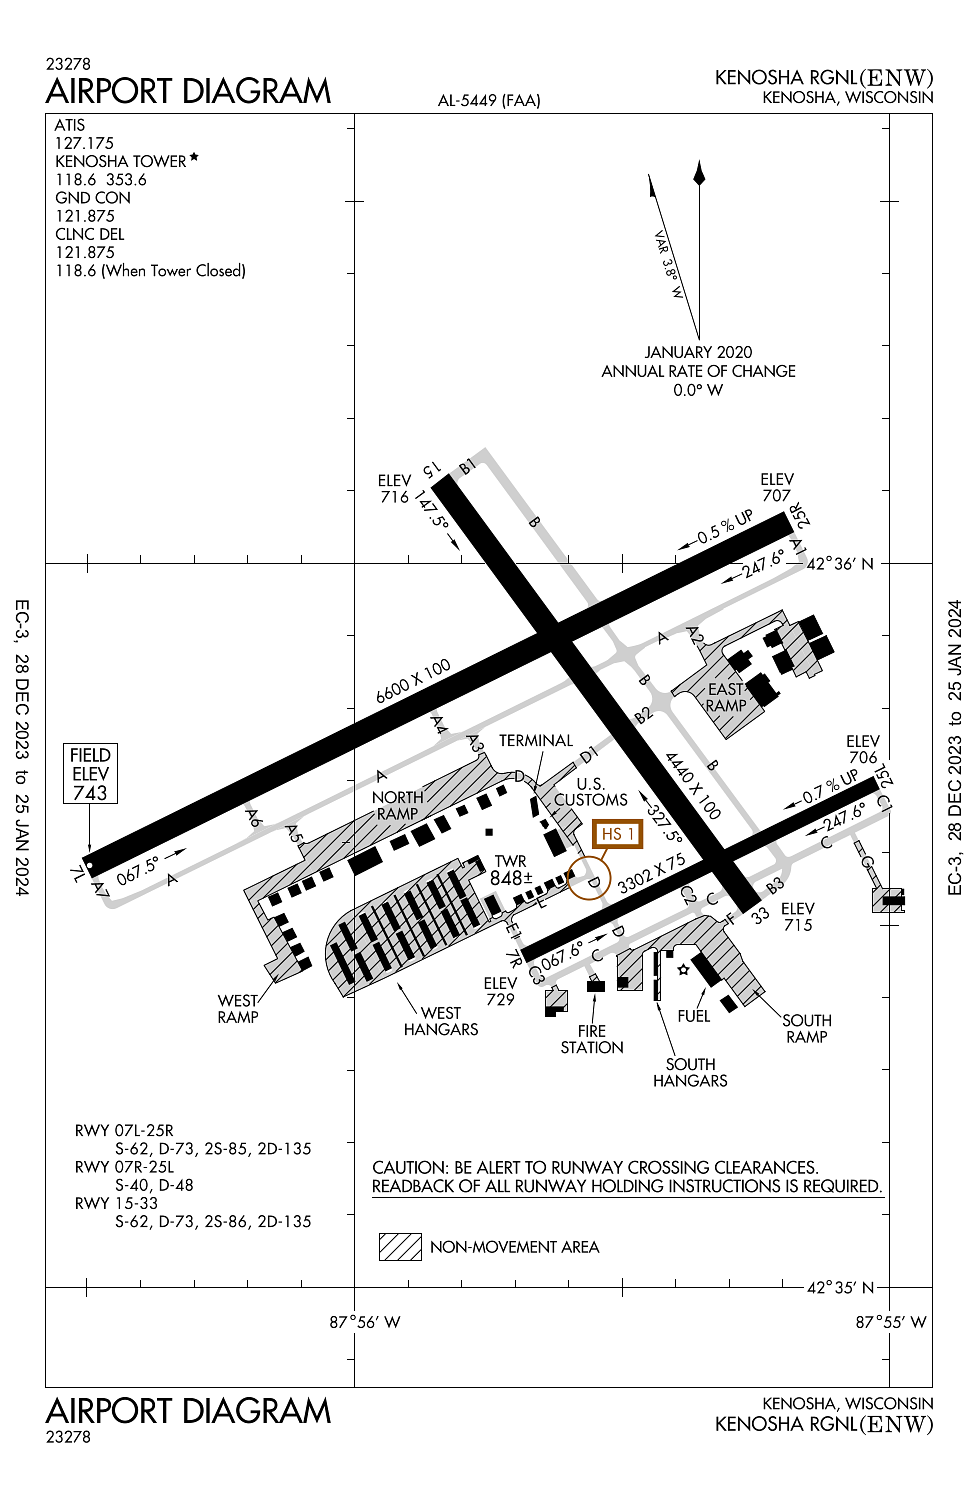 23278
AIRPORT DIAGRAM
AL-5449 (FAA)
KENOSHA RGNL (ENW)
KENOSHA, WISCONSIN
ATIS
127.175
KENOSHA TOWER ★
118.6 353.6
GND CON
121.875
CLNC DEL
121.875
118.6 (When Tower Closed)
VAR 3.8° W
JANUARY 2020
ANNUAL RATE OF CHANGE
0.0° W
ELEV
716
15
B1
147.5°
B
ELEV
707
25R
0.5% UP
A1
247.6°
42°36' N
A
A2
B
EAST
RAMP
B2
6600 X 100
A4
A3
TERMINAL
D
D1
U.S.
CUSTOMS
B
4440 X 100
327.5°
ELEV
706
25L
0.7% UP
C1
247.6°
C
G
FIELD
ELEV
743
A
NORTH
RAMP
A6
A5
7L
A7
067.5°
A
HS 1
TWR
848±
D
3302 X 75
E
E1
7R
067.6°
C3
C
D
C2
C
F
B3
33
ELEV
715
ELEV
729
WEST
RAMP
WEST
HANGARS
FIRE
STATION
FUEL
SOUTH
RAMP
SOUTH
HANGARS
EC-3, 28 DEC 2023 to 25 JAN 2024
EC-3, 28 DEC 2023 to 25 JAN 2024
RWY 07L-25R
S-62, D-73, 2S-85, 2D-135
RWY 07R-25L
S-40, D-48
RWY 15-33
S-62, D-73, 2S-86, 2D-135
CAUTION: BE ALERT TO RUNWAY CROSSING CLEARANCES.
READBACK OF ALL RUNWAY HOLDING INSTRUCTIONS IS REQUIRED.
NON-MOVEMENT AREA
42°35' N
87°56' W
87°55' W
AIRPORT DIAGRAM
23278
KENOSHA, WISCONSIN
KENOSHA RGNL (ENW)